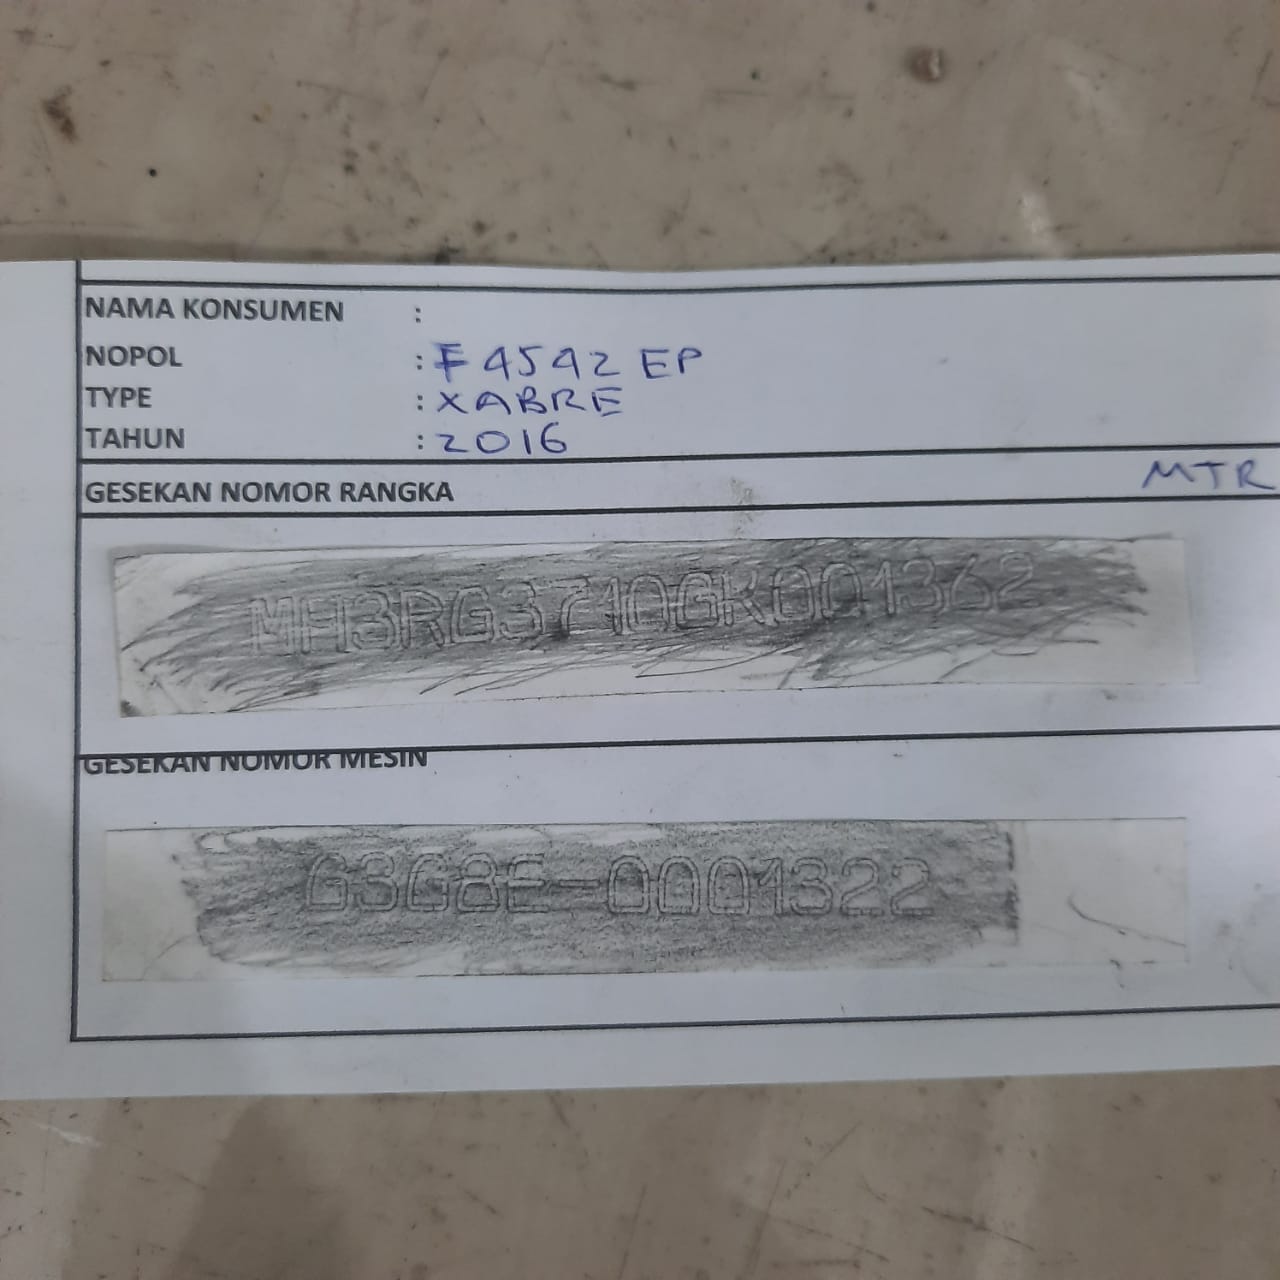 NAMA KONSUMEN :
NOPOL : F 4542 EP
TYPE : XABRE
TAHUN : 2016
MTR
GESEKAN NOMOR RANGKA
MH3RG3710GK001362
GESEKAN NOMOR MESIN
G3G8E-0001322